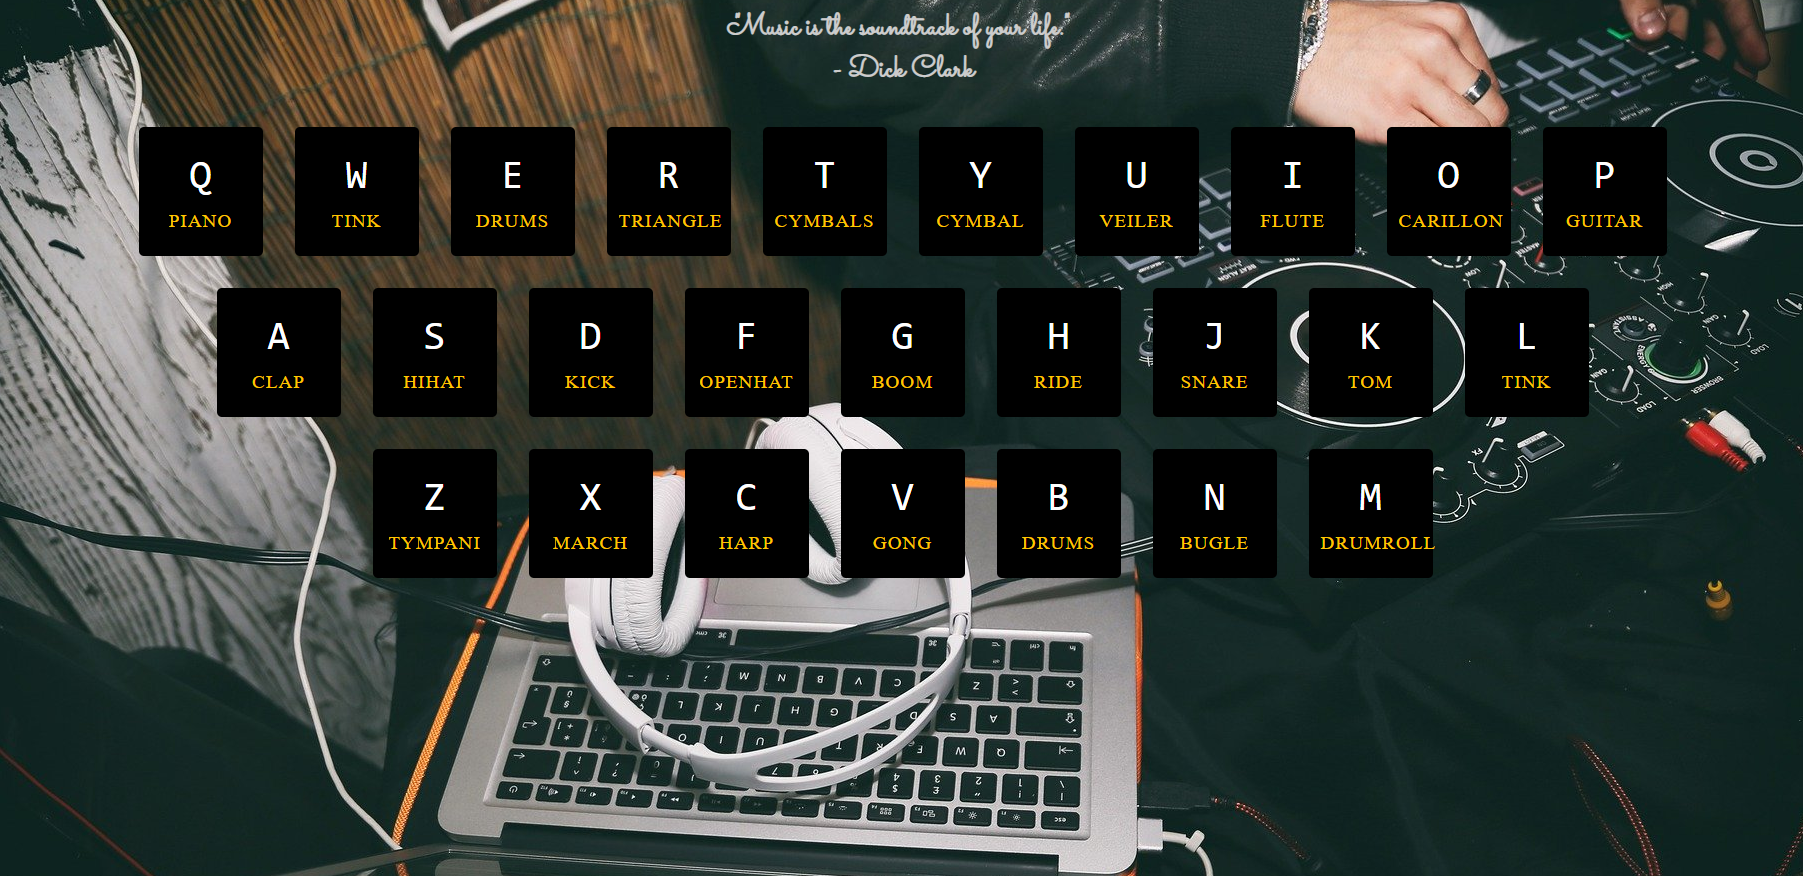 "Music is the soundtrack of your life."
- Dick Clark
Q W E R T Y U I O P
PIANO TINK DRUMS TRIANGLE CYMBALS CYMBAL VEILER FLUTE CARILLON GUITAR
A S D F G H J K L
CLAP HIHAT KICK OPENHAT BOOM RIDE SNARE TOM TINK
Z X C V B N M
TYMPANI MARCH HARP GONG DRUMS BUGLE DRUMROLL